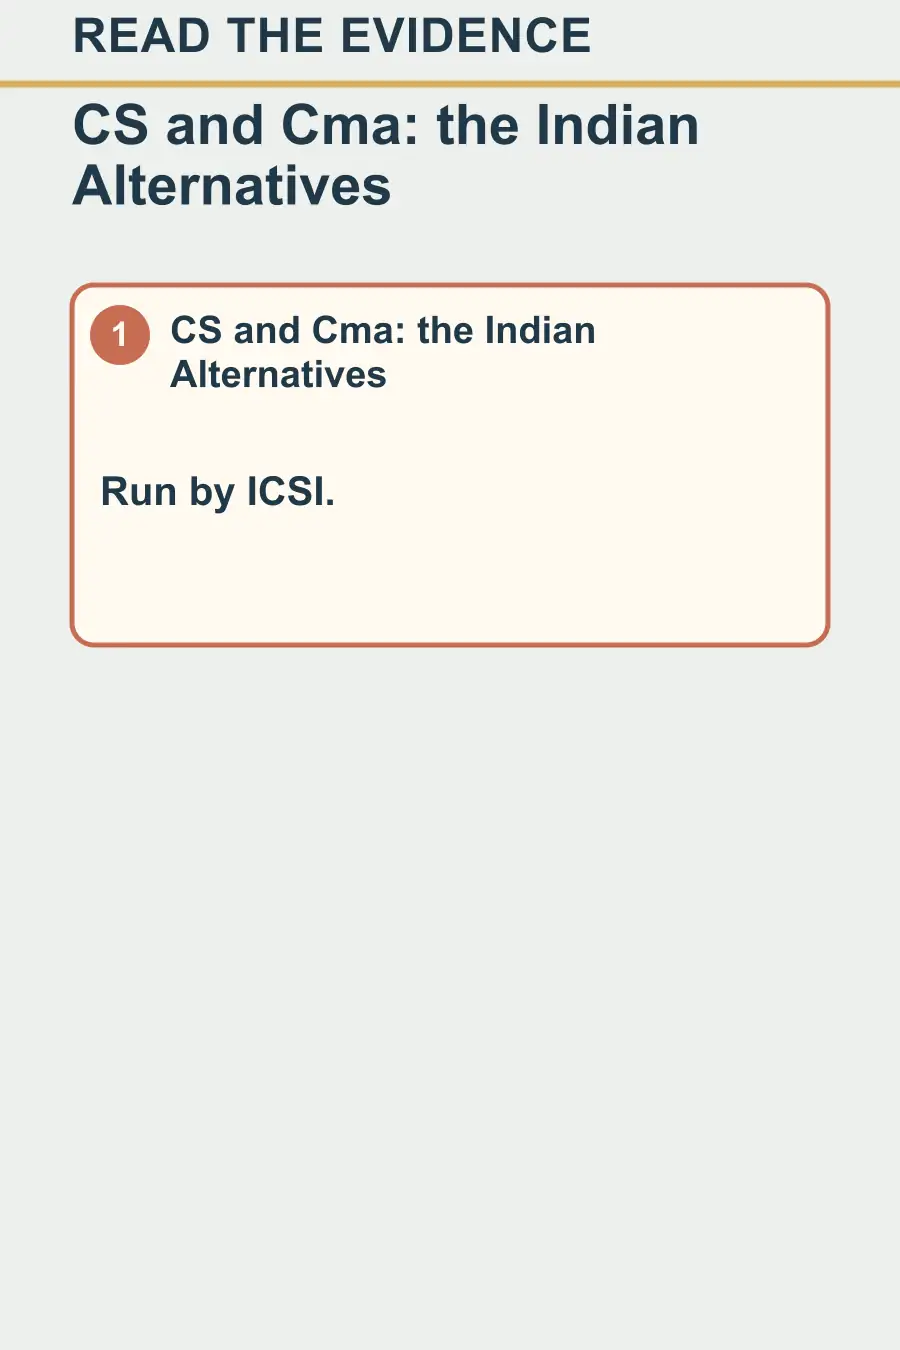 READ THE EVIDENCE
CS and Cma: the Indian
Alternatives
1
CS and Cma: the Indian
Alternatives
Run by ICSI.